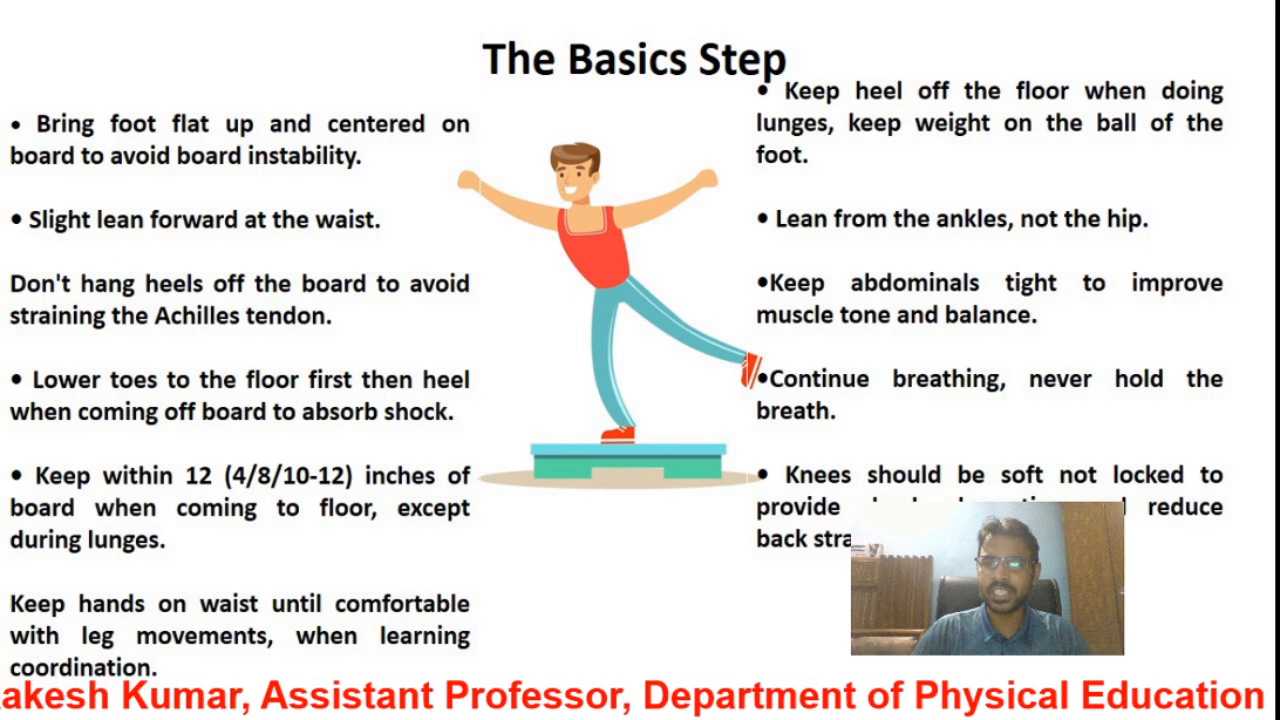 The Basics Step
• Bring foot flat up and centered on
board to avoid board instability.
• Slight lean forward at the waist.
Don't hang heels off the board to avoid
straining the Achilles tendon.
• Lower toes to the floor first then heel
when coming off board to absorb shock.
• Keep within 12 (4/8/10-12) inches of
board when coming to floor, except
during lunges.
Keep hands on waist until comfortable
with leg movements, when learning
coordination.
• Keep heel off the floor when doing
lunges, keep weight on the ball of the
foot.
• Lean from the ankles, not the hip.
•Keep abdominals tight to improve
muscle tone and balance.
•Continue breathing, never hold the
breath.
• Knees should be soft not locked to
provide reduce
back
Kumar, Assistant Professor, Department of Physical Education